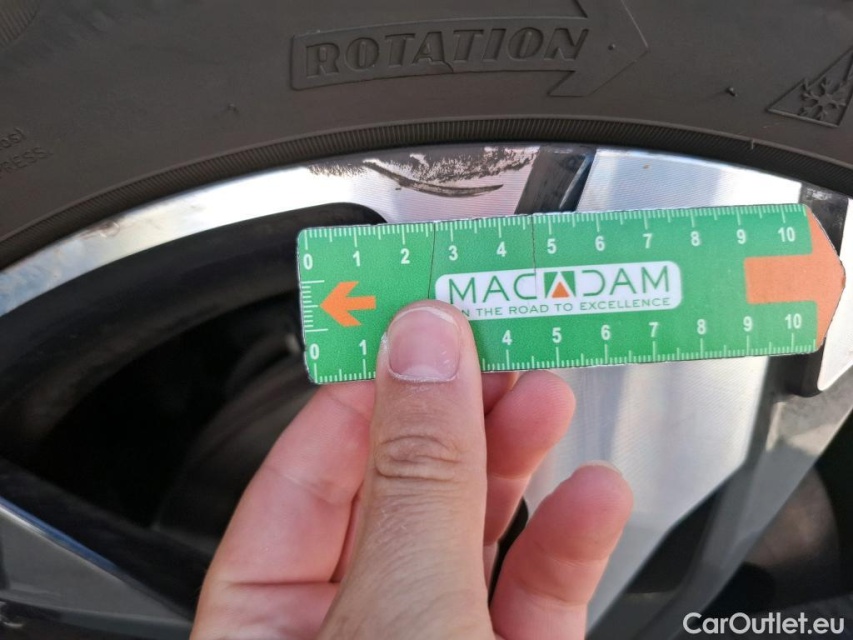 ROTATION
RESS
0 1 2 3 4 5 6 7 8 9 10
MACADAM
N THE ROAD TO EXCELLENCE
0 1 4 5 6 7 8 9 10
CarOutlet.eu